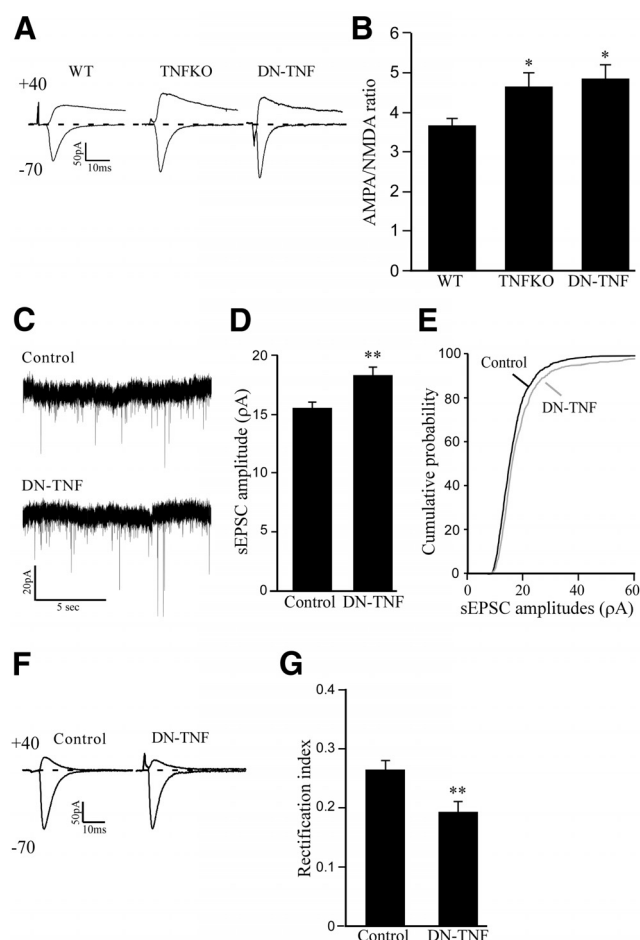 A
WT TNFKO DN-TNF
+40
-70
50pA
10ms
B
AMPA/NMDA ratio
6
5
4
3
2
1
0
* *
WT TNFKO DN-TNF
C
Control
DN-TNF
20pA
5 sec
D
sEPSC amplitude (ρA)
20
15
10
5
0
**
Control DN-TNF
E
Cumulative probability
100
80
60
40
20
0
Control
DN-TNF
0 20 40 60
sEPSC amplitudes (ρA)
F
+40
Control DN-TNF
-70
50pA
10ms
G
Rectification index
0.4
0.3
0.2
0.1
0
**
Control DN-TNF